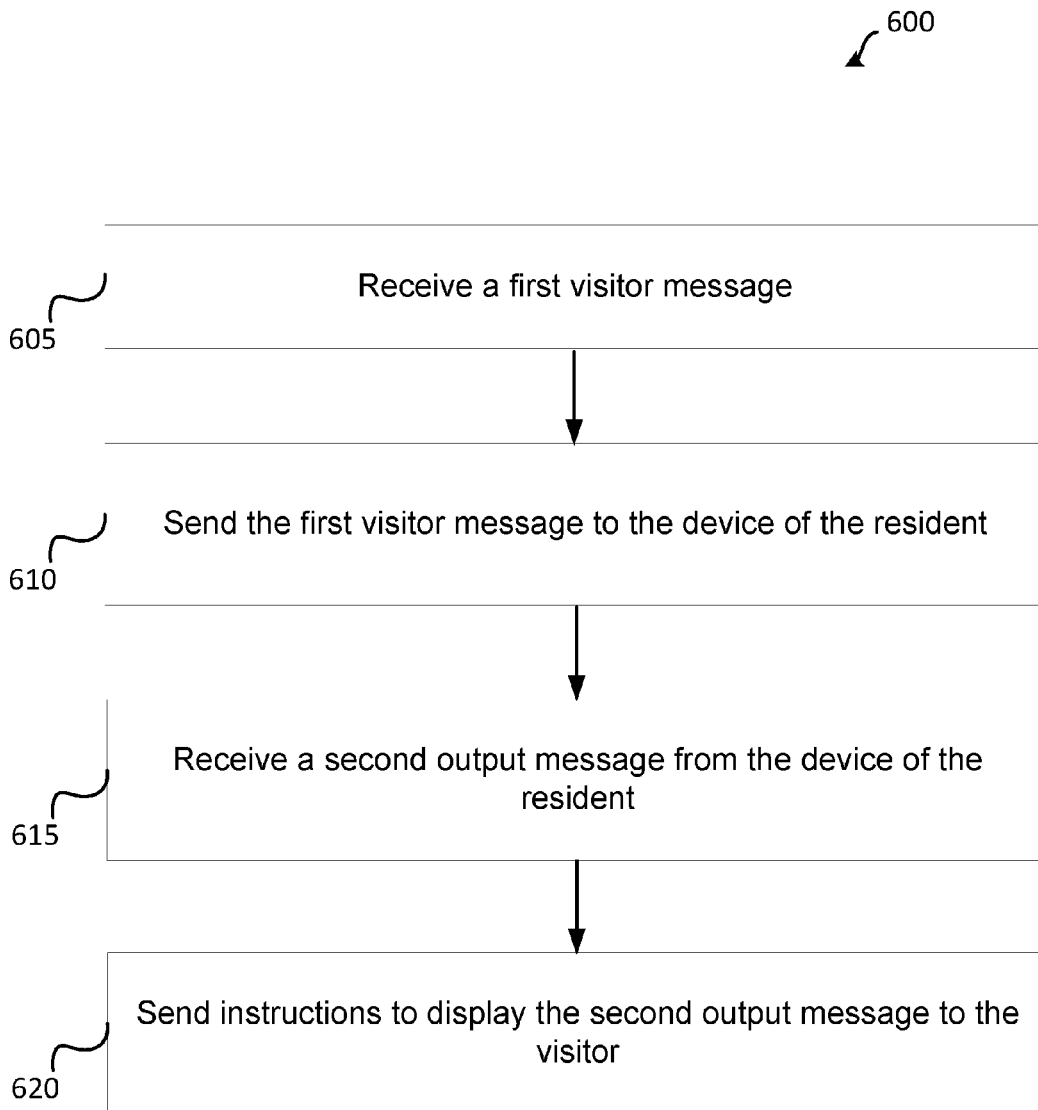 600
Receive a first visitor message
605
Send the first visitor message to the device of the resident
610
Receive a second output message from the device of the
resident
615
Send instructions to display the second output message to the
visitor
620